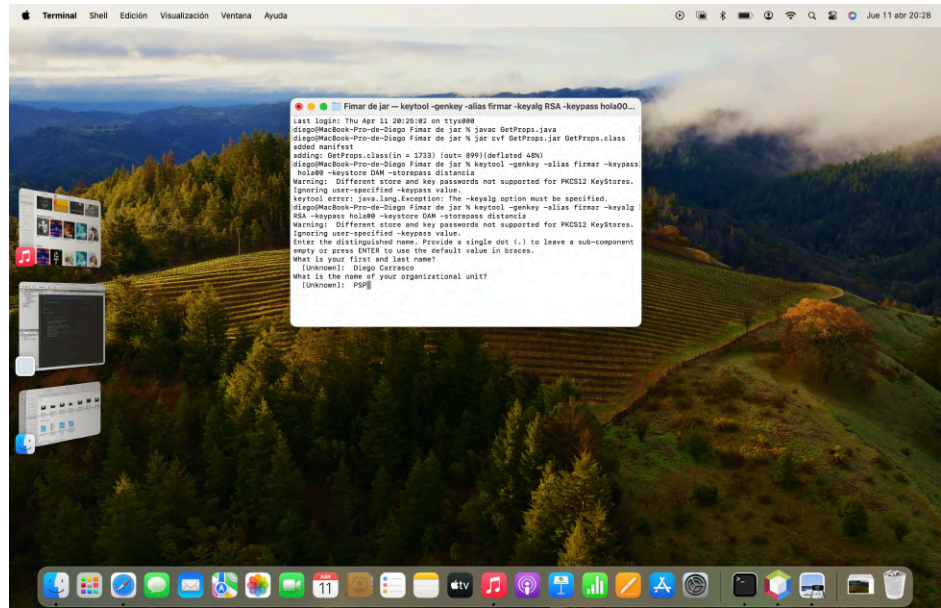 Terminal Shell Edición Visualización Ventana Ayuda Jue 11 abr 20:28
Fimar de jar — keytool -genkey -alias firmar -keyalg RSA -keypass hola00...
Last login: Thu Apr 11 20:25:02 on ttys000
diego@MacBook-Pro-de-Diego Fimar de jar % javac GetProps.java
diego@MacBook-Pro-de-Diego Fimar de jar % jar cvf GetProps.jar GetProps.class
added manifest
adding: GetProps.class(in = 1733) (out= 899)(deflated 48%)
diego@MacBook-Pro-de-Diego Fimar de jar % keytool -genkey -alias firmar -keypass
hola00 -keystore DAM -storepass distancia
Warning:  Different store and key passwords not supported for PKCS12 KeyStores.
Ignoring user-specified -keypass value.
keytool error: java.lang.Exception: The -keyalg option must be specified.
diego@MacBook-Pro-de-Diego Fimar de jar % keytool -genkey -alias firmar -keyalg
RSA -keypass hola00 -keystore DAM -storepass distancia
Warning:  Different store and key passwords not supported for PKCS12 KeyStores.
Ignoring user-specified -keypass value.
Enter the distinguished name. Provide a single dot (.) to leave a sub-component
empty or press ENTER to use the default value in braces.
What is your first and last name?
[Unknown]:  Diego Carrasco
What is the name of your organizational unit?
[Unknown]:  PSP
ABR
11
tv